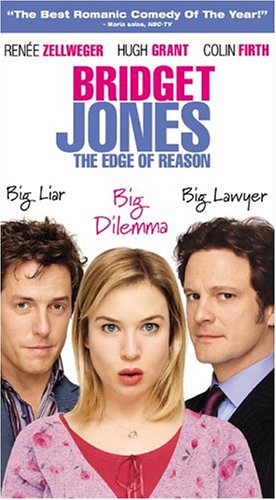 "The Best Romantic Comedy Of The Year!"
– Maria Salas, NBC-TV
RENÉE ZELLWEGER HUGH GRANT COLIN FIRTH
BRIDGET
JONES
THE EDGE OF REASON
Big Liar
Big
Dilemma
Big Lawyer